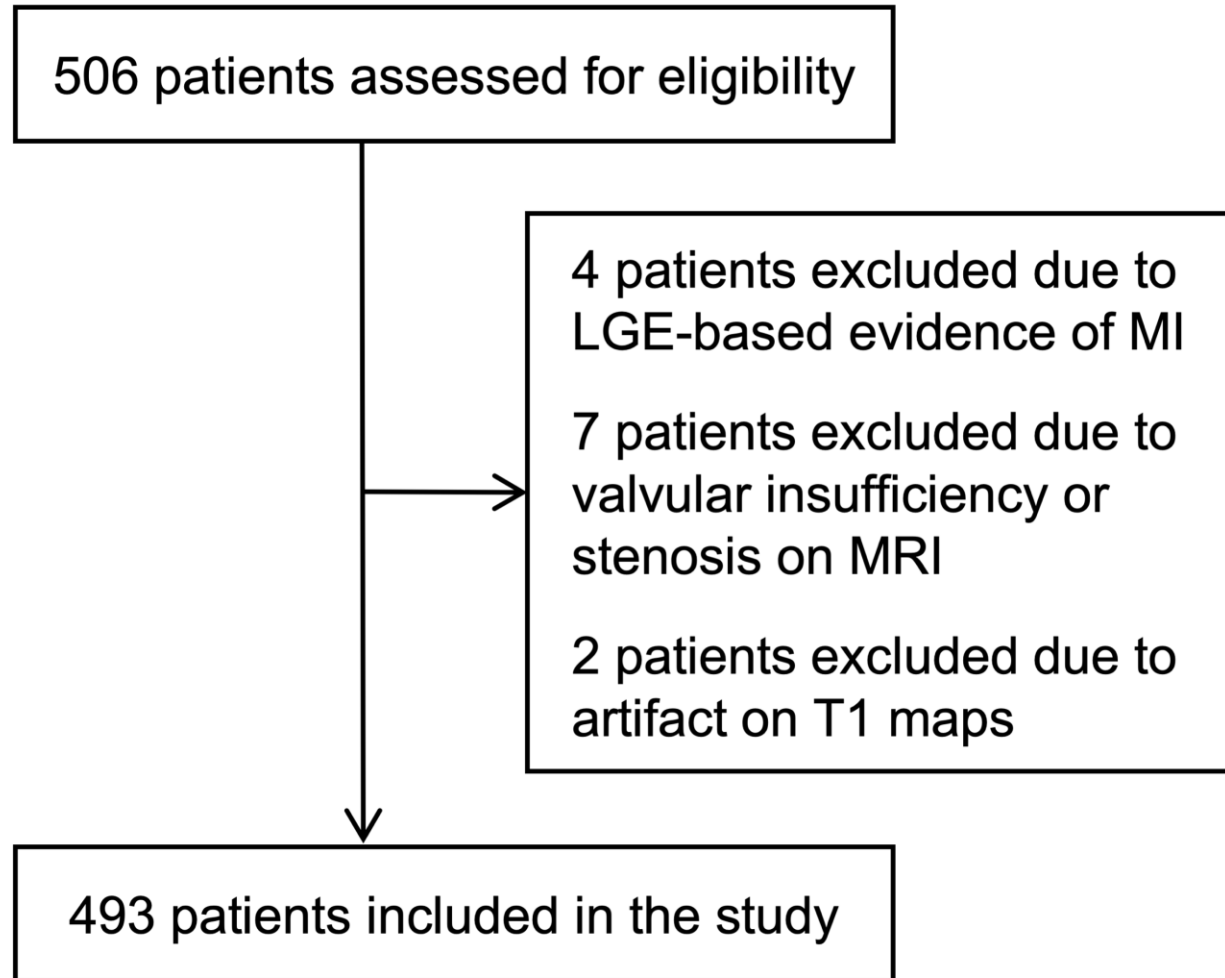 506 patients assessed for eligibility
4 patients excluded due to
LGE-based evidence of MI
7 patients excluded due to
valvular insufficiency or
stenosis on MRI
2 patients excluded due to
artifact on T1 maps
493 patients included in the study